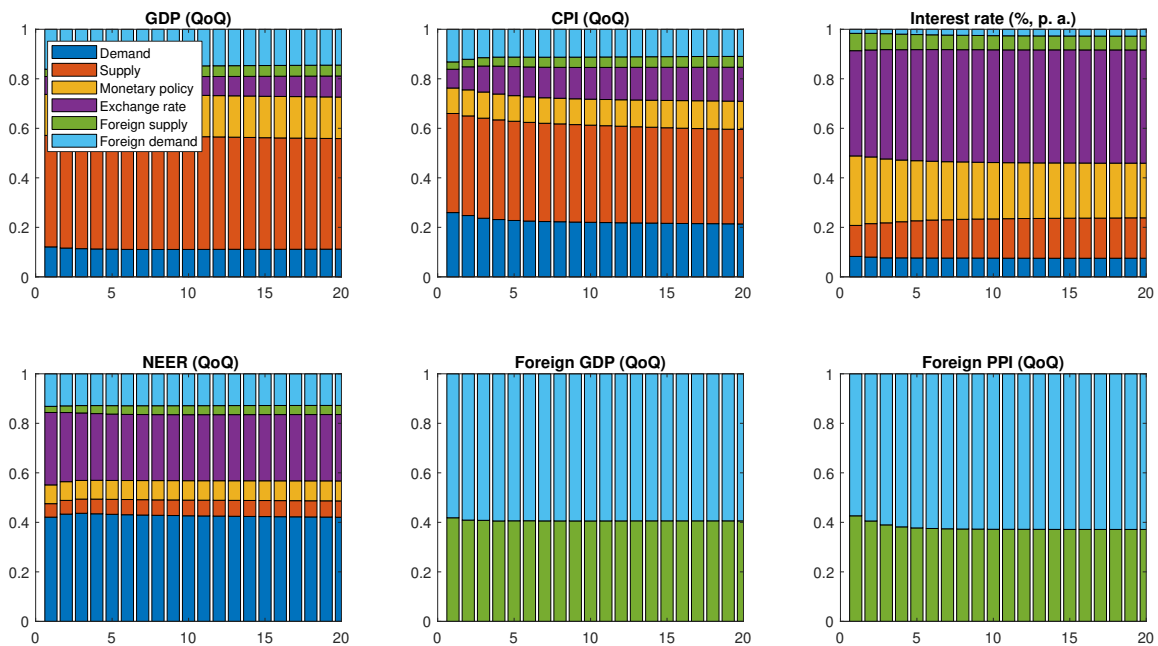 GDP (QoQ)
1
0.8
0.6
0.4
0.2
0
0 5 10 15 20
Demand
Supply
Monetary policy
Exchange rate
Foreign supply
Foreign demand
CPI (QoQ)
1
0.8
0.6
0.4
0.2
0
0 5 10 15 20
Interest rate (%, p. a.)
1
0.8
0.6
0.4
0.2
0
0 5 10 15 20
NEER (QoQ)
1
0.8
0.6
0.4
0.2
0
0 5 10 15 20
Foreign GDP (QoQ)
1
0.8
0.6
0.4
0.2
0
0 5 10 15 20
Foreign PPI (QoQ)
1
0.8
0.6
0.4
0.2
0
0 5 10 15 20